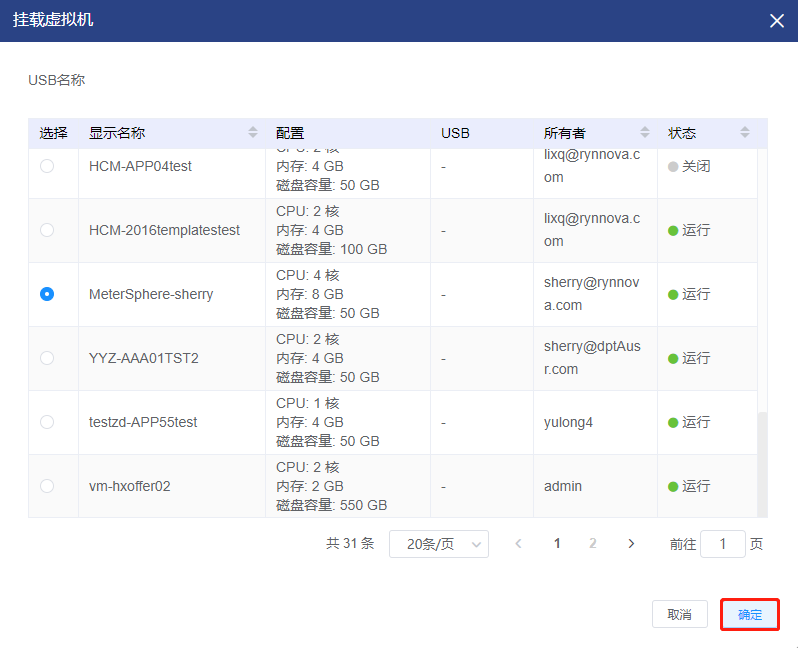 挂载虚拟机
USB名称
选择 显示名称 配置 USB 所有者 状态
CPU: 2 核
HCM-APP04test 内存: 4 GB - lixq@rynnova.c 关闭
磁盘容量: 50 GB om
CPU: 2 核
HCM-2016templatestest 内存: 4 GB - lixq@rynnova.c 运行
磁盘容量: 100 GB om
CPU: 4 核
MeterSphere-sherry 内存: 8 GB - sherry@rynnov 运行
磁盘容量: 50 GB a.com
CPU: 2 核
YYZ-AAA01TST2 内存: 4 GB - sherry@dptAus 运行
磁盘容量: 50 GB r.com
CPU: 1 核
testzd-APP55test 内存: 4 GB - yulong4 运行
磁盘容量: 50 GB
CPU: 2 核
vm-hxoffer02 内存: 2 GB - admin 运行
磁盘容量: 550 GB
共 31 条 20条/页 1 2 前往 1 页
取消 确定